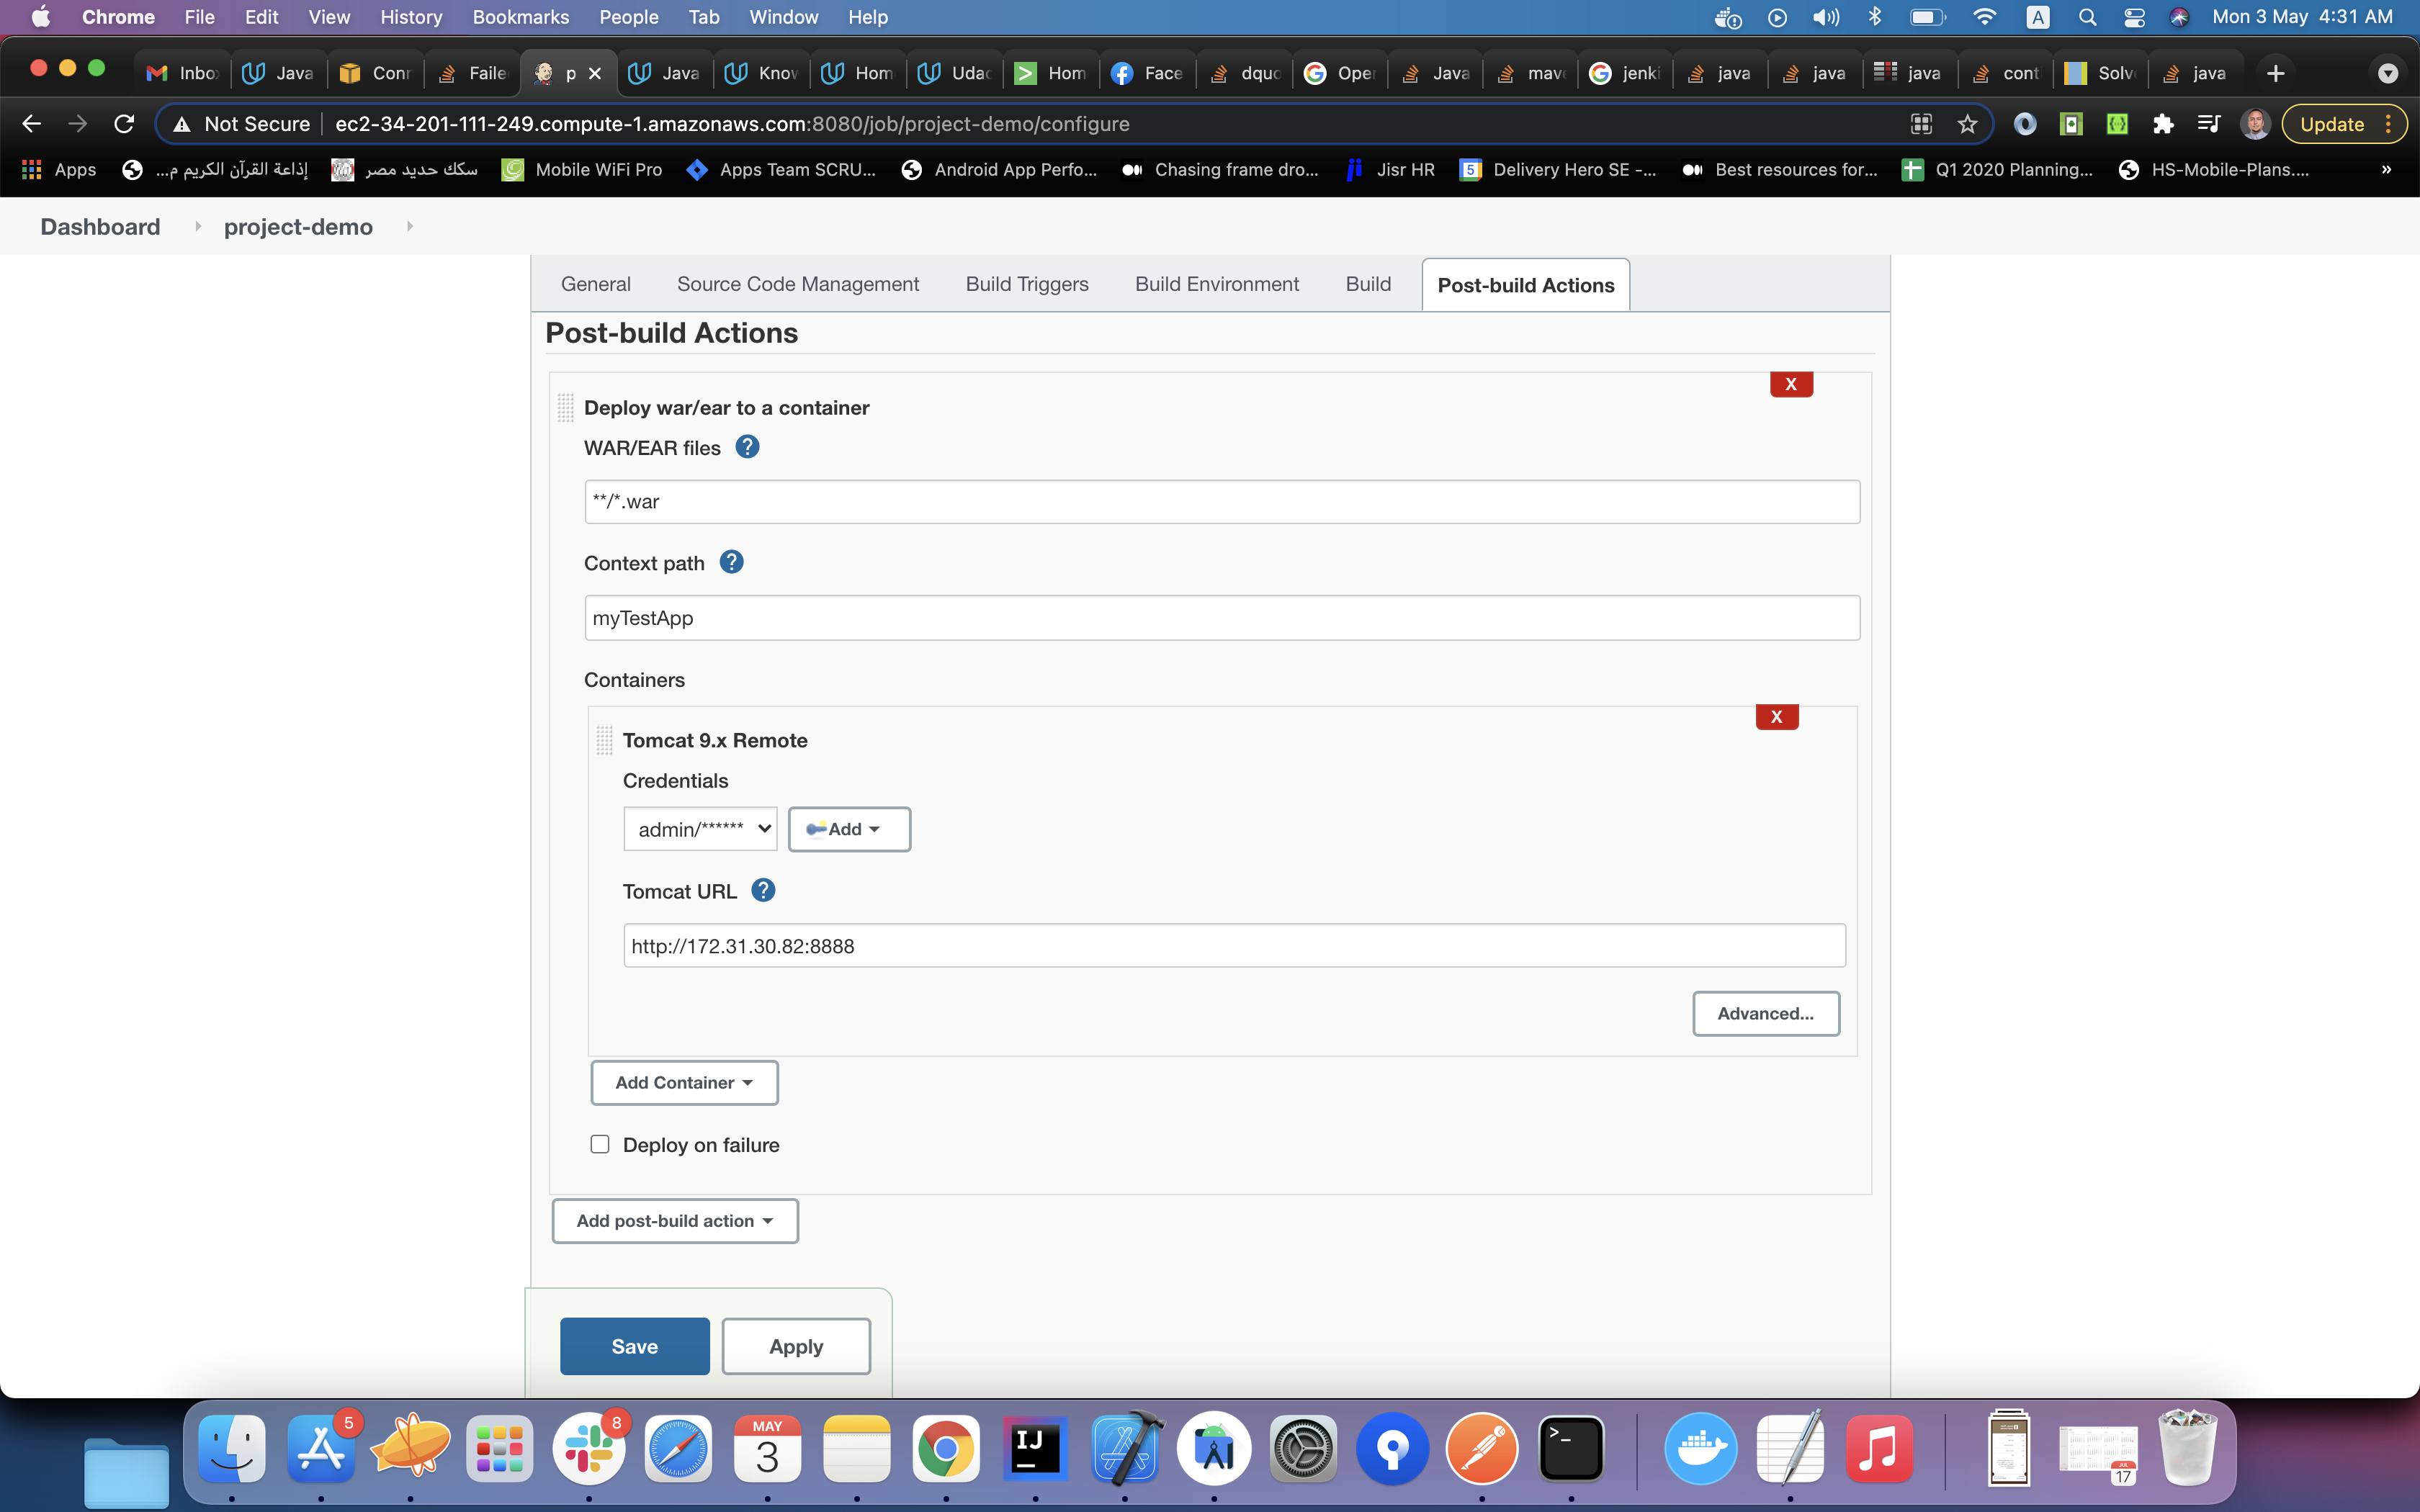 Chrome File Edit View History Bookmarks People Tab Window Help A Mon 3 May 4:31 AM
Inbo Java Conn Faile p Java Know Hom Udac Hom Face dquo Oper Java mave jenki java java java cont Solve java
Not Secure ec2-34-201-111-249.compute-1.amazonaws.com:8080/job/project-demo/configure Update
Apps إذاعة القرآن الكريم م... سكك حديد مصر Mobile WiFi Pro Apps Team SCRU... Android App Perfo... Chasing frame dro... Jisr HR 5 Delivery Hero SE -... Best resources for... Q1 2020 Planning... HS-Mobile-Plans.... »
Dashboard project-demo
General Source Code Management Build Triggers Build Environment Build Post-build Actions
Post-build Actions
X
Deploy war/ear to a container
WAR/EAR files ?
**/*.war
Context path ?
myTestApp
Containers
X
Tomcat 9.x Remote
Credentials
admin/****** Add
Tomcat URL ?
http://172.31.30.82:8888
Advanced...
Add Container
Deploy on failure
Add post-build action
Save Apply
5 8 MAY 3 IJ >_ JUL 17